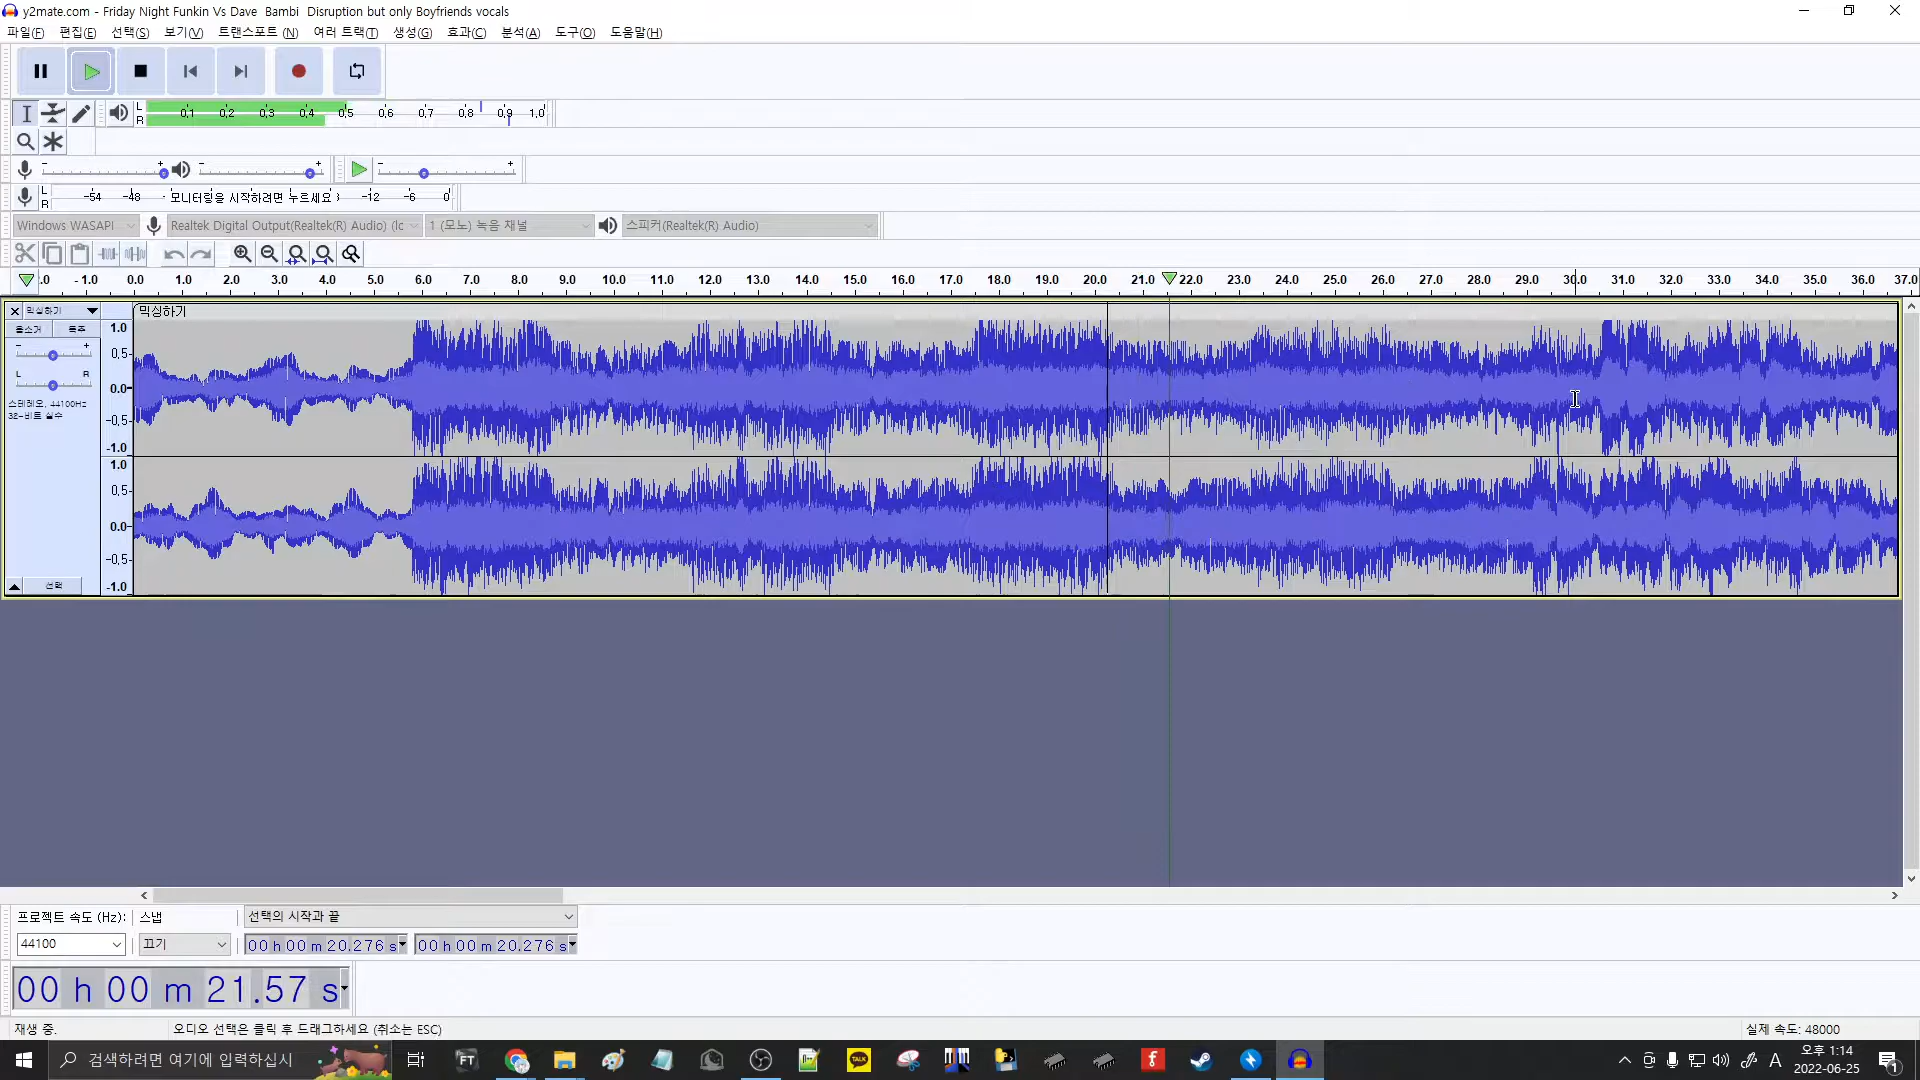 y2mate.com - Friday Night Funkin Vs Dave  Bambi  Disruption but only Boyfriends vocals
파일(F) 편집(E) 선택(S) 보기(V) 트랜스포트 (N) 여러 트랙(T) 생성(G) 효과(C) 분석(A) 도구(O) 도움말(H)
L
R
0,1 0,2 0,3 0,4 0,5 0,6 0,7 0,8 0,9 1,0
- + - + - +
L
R
-54 -48 모니터링을 시작하려면 누르세요 -12 -6 0
Windows WASAPI Realtek Digital Output(Realtek(R) Audio) (lc 1 (모노) 녹음 채널 스피커(Realtek(R) Audio)
-1.0 0.0 1.0 2.0 3.0 4.0 5.0 6.0 7.0 8.0 9.0 10.0 11.0 12.0 13.0 14.0 15.0 16.0 17.0 18.0 19.0 20.0 21.0 22.0 23.0 24.0 25.0 26.0 27.0 28.0 29.0 30.0 31.0 32.0 33.0 34.0 35.0 36.0 37.0
믹싱하기 믹싱하기
음소거 독주
- +
L R
스테레오, 44100Hz
32-비트 실수
1.0
0,5
0.0
-0,5
-1.0
1.0
0,5
0.0
-0,5
-1.0
선택
프로젝트 속도 (Hz): 스냅 선택의 시작과 끝
44100 끄기 00 h 00 m 20.276 s 00 h 00 m 20.276 s
00 h 00 m 21.57 s
재생 중. 오디오 선택은 클릭 후 드래그하세요 (취소는 ESC) 실제 속도: 48000
검색하려면 여기에 입력하십시 FT TALK A 오후 1:14
2022-06-25
1